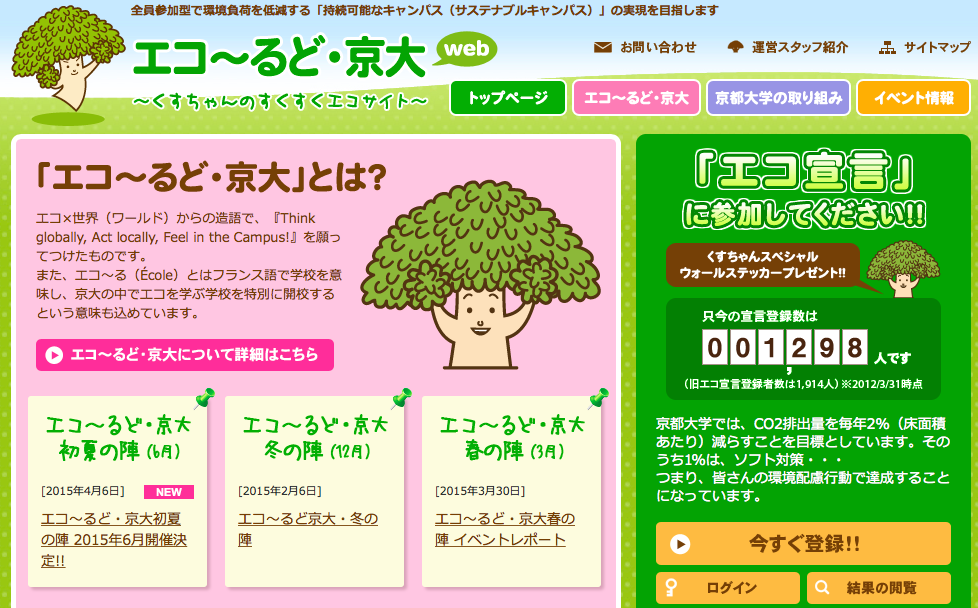 全員参加型で環境負荷を低減する「持続可能なキャンパス（サステナブルキャンパス）」の実現を目指します
エコ〜るど・京大 web
〜くすちゃんのすくすくエコサイト〜
お問い合わせ 運営スタッフ紹介 サイトマップ
トップページ エコ〜るど・京大 京都大学の取り組み イベント情報
「エコ〜るど・京大」とは?
エコ×世界（ワールド）からの造語で、『Think
globally, Act locally, Feel in the Campus!』を願っ
てつけたものです。
また、エコ〜る（École）とはフランス語で学校を意
味し、京大の中でエコを学ぶ学校を特別に開校する
という意味も込めています。
エコ〜るど・京大について詳細はこちら
エコ〜るど・京大
初夏の陣（6月）
[2015年4月6日] NEW
エコ〜るど・京大初夏
の陣 2015年6月開催決
定!!
エコ〜るど・京大
冬の陣（12月）
[2015年2月6日]
エコ〜るど京大・冬の
陣
エコ〜るど・京大
春の陣（3月）
[2015年3月30日]
エコ〜るど・京大春の
陣 イベントレポート
「エコ宣言」
に参加してください!!
くすちゃんスペシャル
ウォールステッカープレゼント!!
只今の宣言登録数は
001,298 人です
（旧エコ宣言登録者数は1,914人）※2012/3/31時点
京都大学では、CO2排出量を毎年2%（床面積
あたり）減らすことを目標としています。その
うち1%は、ソフト対策・・・
つまり、皆さんの環境配慮行動で達成すること
になっています。
今すぐ登録!!
ログイン 結果の閲覧